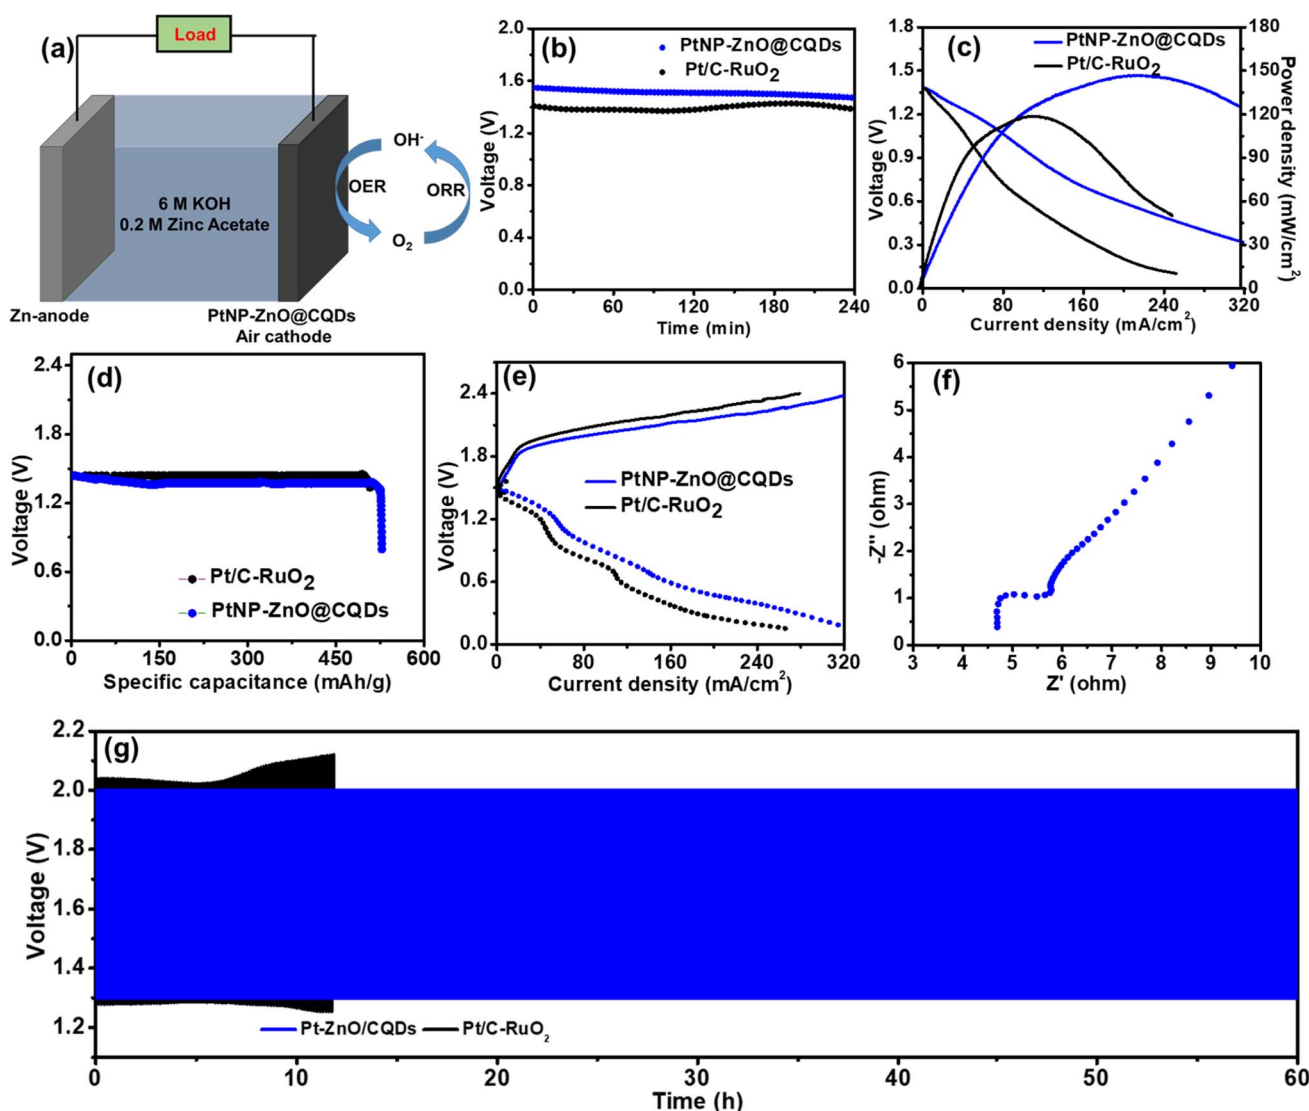 (a)
Load
OH-
OER
ORR
O2
6 M KOH
0.2 M Zinc Acetate
Zn-anode
PtNP-ZnO@CQDs
Air cathode
(b)
PtNP-ZnO@CQDs
Pt/C-RuO2
Voltage (V)
2.0
1.6
1.2
0.8
0.4
0.0
0 60 120 180 240
Time (min)
(c)
PtNP-ZnO@CQDs
Pt/C-RuO2
Voltage (V)
1.8
1.5
1.2
0.9
0.6
0.3
0.0
0 80 160 240 320
Current density (mA/cm2)
180
150
120
90
60
30
0
Power density (mW/cm2)
(d)
Voltage (V)
2.4
1.8
1.2
0.6
0.0
Pt/C-RuO2
PtNP-ZnO@CQDs
0 150 300 450 600
Specific capacitance (mAh/g)
(e)
Voltage (V)
2.4
1.8
1.2
0.6
0.0
PtNP-ZnO@CQDs
Pt/C-RuO2
0 80 160 240 320
Current density (mA/cm2)
(f)
-Z'' (ohm)
6
5
4
3
2
1
0
3 4 5 6 7 8 9 10
Z' (ohm)
(g)
Voltage (V)
2.2
2.0
1.8
1.6
1.4
1.2
Pt-ZnO/CQDs Pt/C-RuO2
0 10 20 30 40 50 60
Time (h)